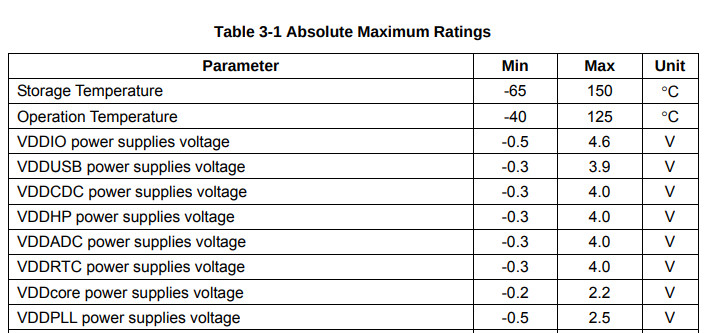 Table 3-1 Absolute Maximum Ratings
Parameter Min Max Unit
Storage Temperature -65 150 °C
Operation Temperature -40 125 °C
VDDIO power supplies voltage -0.5 4.6 V
VDDUSB power supplies voltage -0.3 3.9 V
VDDCDC power supplies voltage -0.3 4.0 V
VDDHP power supplies voltage -0.3 4.0 V
VDDADC power supplies voltage -0.3 4.0 V
VDDRTC power supplies voltage -0.3 4.0 V
VDDcore power supplies voltage -0.2 2.2 V
VDDPLL power supplies voltage -0.5 2.5 V